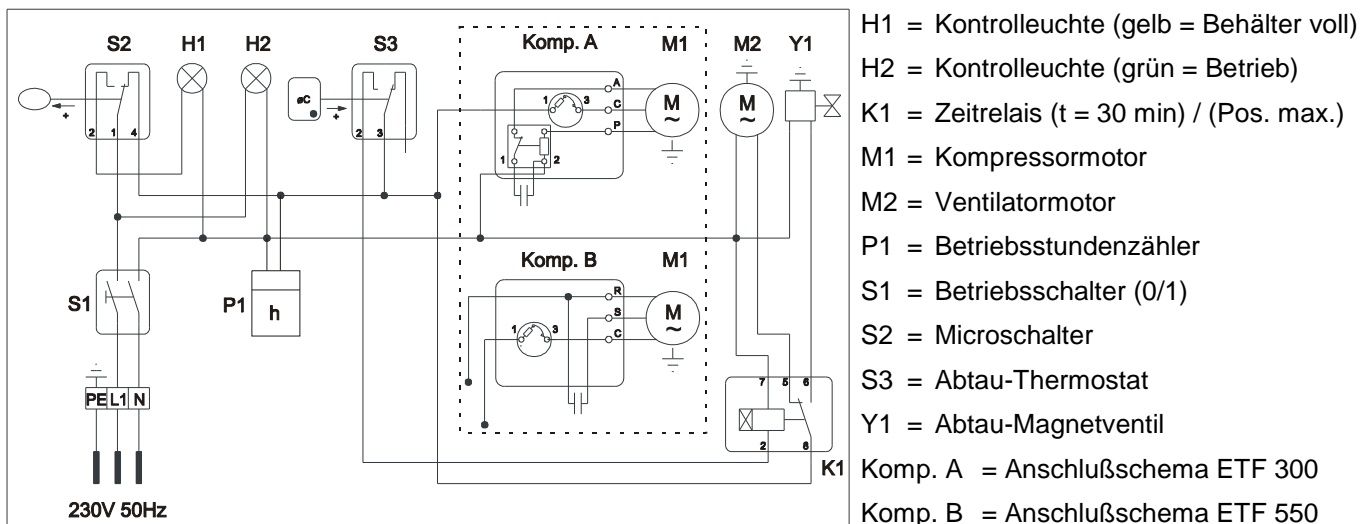 S2 H1 H2 S3 Komp. A M1 M2 Y1
øC
+ +
2 1 4 2 3
A
C
P
1 3
1 2
M
~
M
~
Komp. B M1
S1
P1 h
R
S
C
1 3
M
~
7 5 6
2 6
K1
PE L1 N
230V 50Hz
H1 = Kontrolleuchte (gelb = Behälter voll)
H2 = Kontrolleuchte (grün = Betrieb)
K1 = Zeitrelais (t = 30 min) / (Pos. max.)
M1 = Kompressormotor
M2 = Ventilatormotor
P1 = Betriebsstundenzähler
S1 = Betriebsschalter (0/1)
S2 = Microschalter
S3 = Abtau-Thermostat
Y1 = Abtau-Magnetventil
Komp. A = Anschlußschema ETF 300
Komp. B = Anschlußschema ETF 550